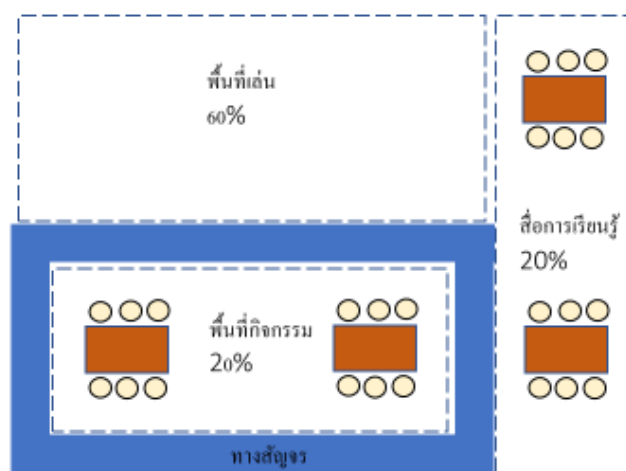 พื้นที่เล่น
60%
สื่อการเรียนรู้
20%
พื้นที่กิจกรรม
20%
ทางสัญจร